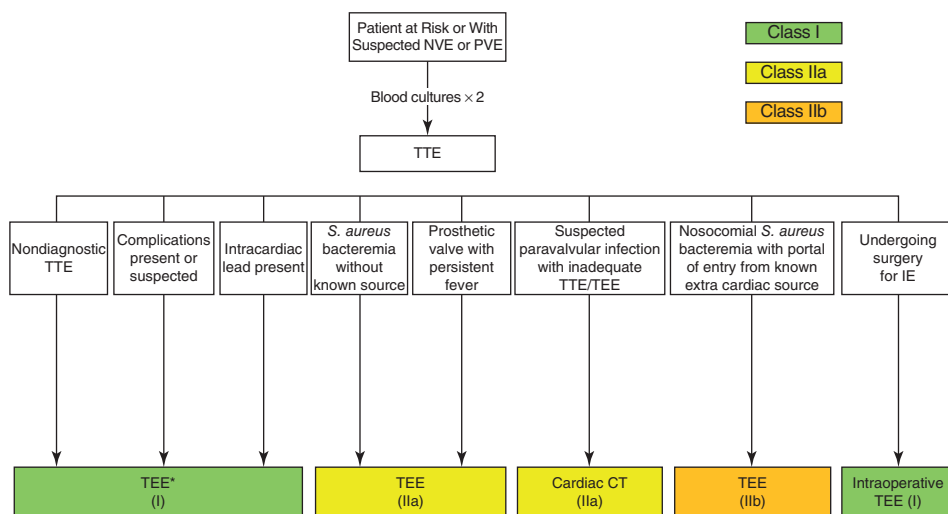 Patient at Risk or With
Suspected NVE or PVE
Class I
Class IIa
Class IIb
Blood cultures × 2
TTE
Nondiagnostic
TTE
Complications
present or
suspected
Intracardiac
lead present
S. aureus
bacteremia
without
known source
Prosthetic
valve with
persistent
fever
Suspected
paravalvular infection
with inadequate
TTE/TEE
Nosocomial S. aureus
bacteremia with portal
of entry from known
extra cardiac source
Undergoing
surgery
for IE
TEE*
(I)
TEE
(IIa)
Cardiac CT
(IIa)
TEE
(IIb)
Intraoperative
TEE (I)